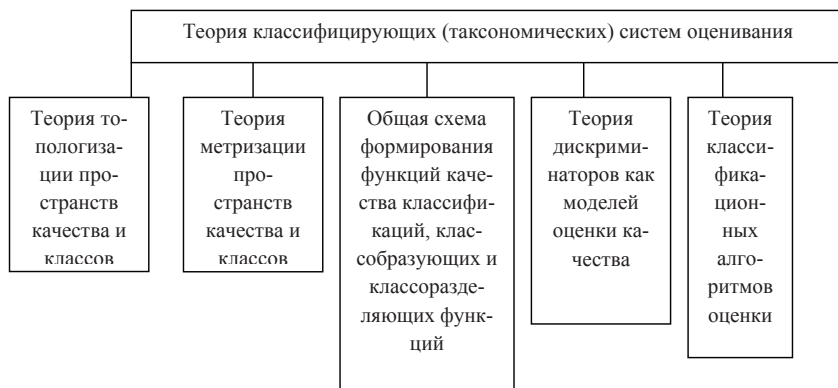 Теория классифицирующих (таксономических) систем оценивания
Теория то-
пологиза-
ции про-
странств
качества и
классов
Теория
метризации
про-
странств
качества и
классов
Общая схема
формирования
функций каче-
ства классифи-
каций, клас-
собразующих и
классоразде-
ляющих функ-
ций
Теория
дискрими-
наторов как
моделей
оценки ка-
чества
Теория
класси-
фика-
цион-
ных
алго-
ритмов
оценки